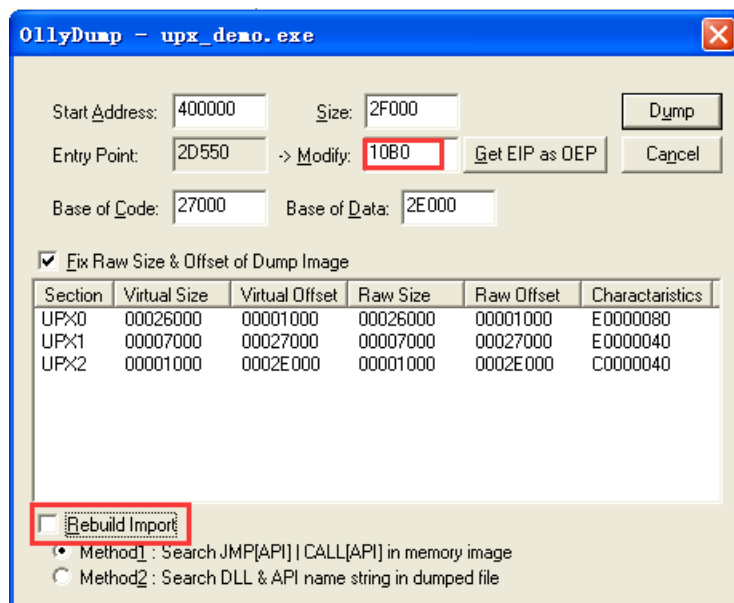 OllyDump - upx_demo.exe
Start Address: 400000 Size: 2F000 Dump
Entry Point: 2D550 -> Modify: 10B0 Get EIP as OEP Cancel
Base of Code: 27000 Base of Data: 2E000
Fix Raw Size & Offset of Dump Image
Section Virtual Size Virtual Offset Raw Size Raw Offset Charactaristics
UPX0 00026000 00001000 00026000 00001000 E0000080
UPX1 00007000 00027000 00007000 00027000 E0000040
UPX2 00001000 0002E000 00001000 0002E000 C0000040
Rebuild Import
Method1 : Search JMP[API] | CALL[API] in memory image
Method2 : Search DLL & API name string in dumped file